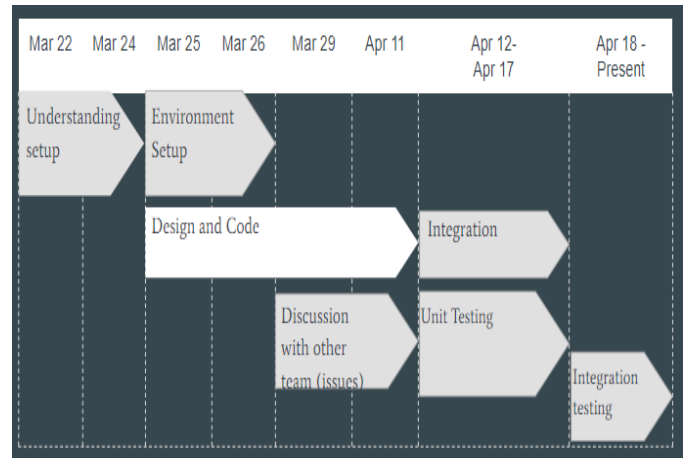 Mar 22 Mar 24 Mar 25 Mar 26 Mar 29 Apr 11 Apr 12- Apr 18 -
Apr 17 Present
Understanding
setup
Environment
Setup
Design and Code
Integration
Discussion
with other
team (issues)
Unit Testing
Integration
testing